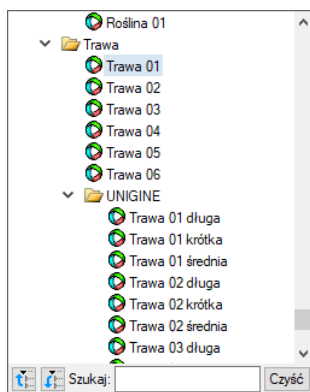 Roślina 01
Trawa
Trawa 01
Trawa 02
Trawa 03
Trawa 04
Trawa 05
Trawa 06
UNIGINE
Trawa 01 długa
Trawa 01 krótka
Trawa 01 średnia
Trawa 02 długa
Trawa 02 krótka
Trawa 02 średnia
Trawa 03 długa
Szukaj: Czyść